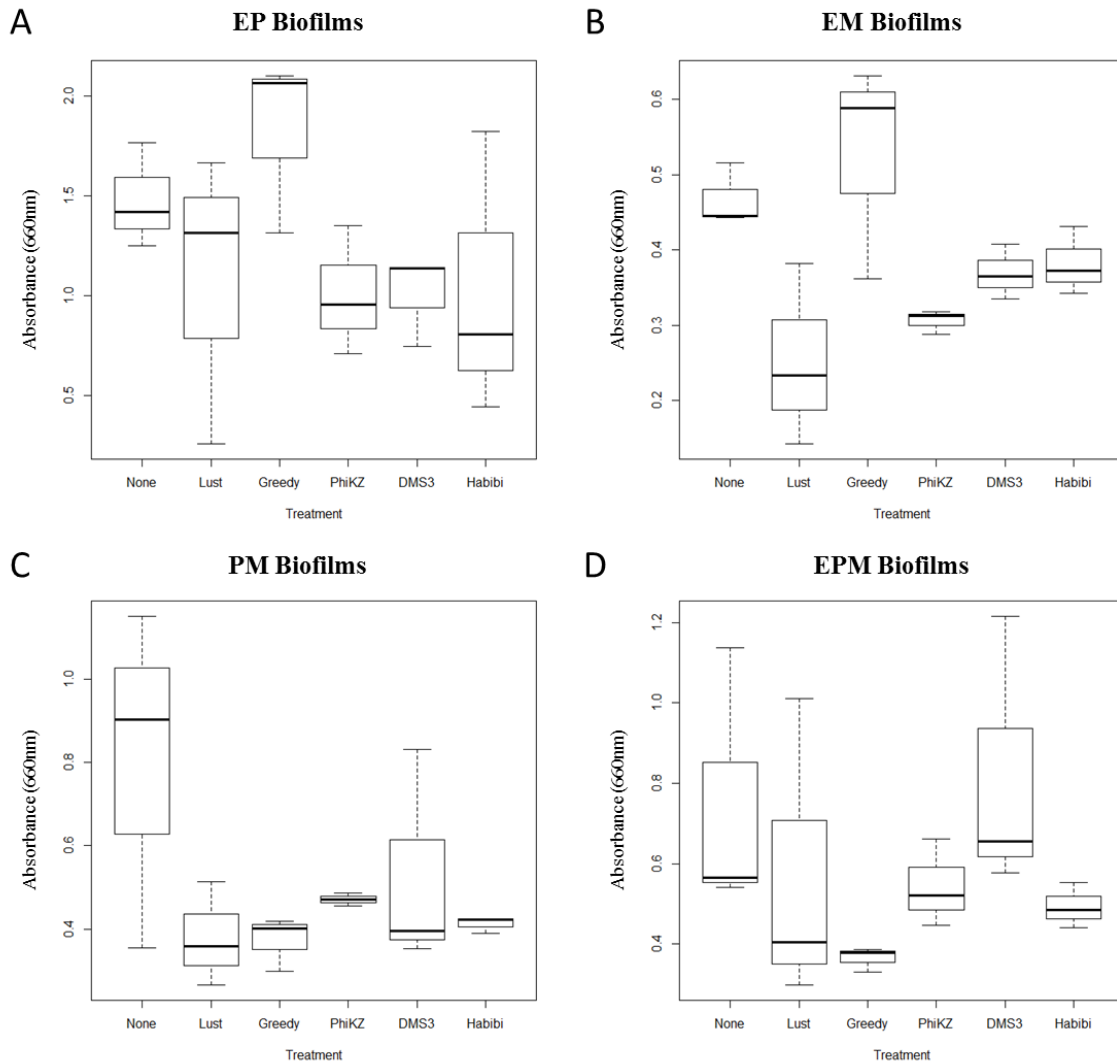 A
EP Biofilms
Absorbance (660nm)
2.0
1.5
1.0
0.5
None Lust Greedy PhiKZ DMS3 Habibi
Treatment
B
EM Biofilms
Absorbance (660nm)
0.6
0.5
0.4
0.3
0.2
None Lust Greedy PhiKZ DMS3 Habibi
Treatment
C
PM Biofilms
Absorbance (660nm)
1.0
0.8
0.6
0.4
None Lust Greedy PhiKZ DMS3 Habibi
Treatment
D
EPM Biofilms
Absorbance (660nm)
1.2
1.0
0.8
0.6
0.4
None Lust Greedy PhiKZ DMS3 Habibi
Treatment